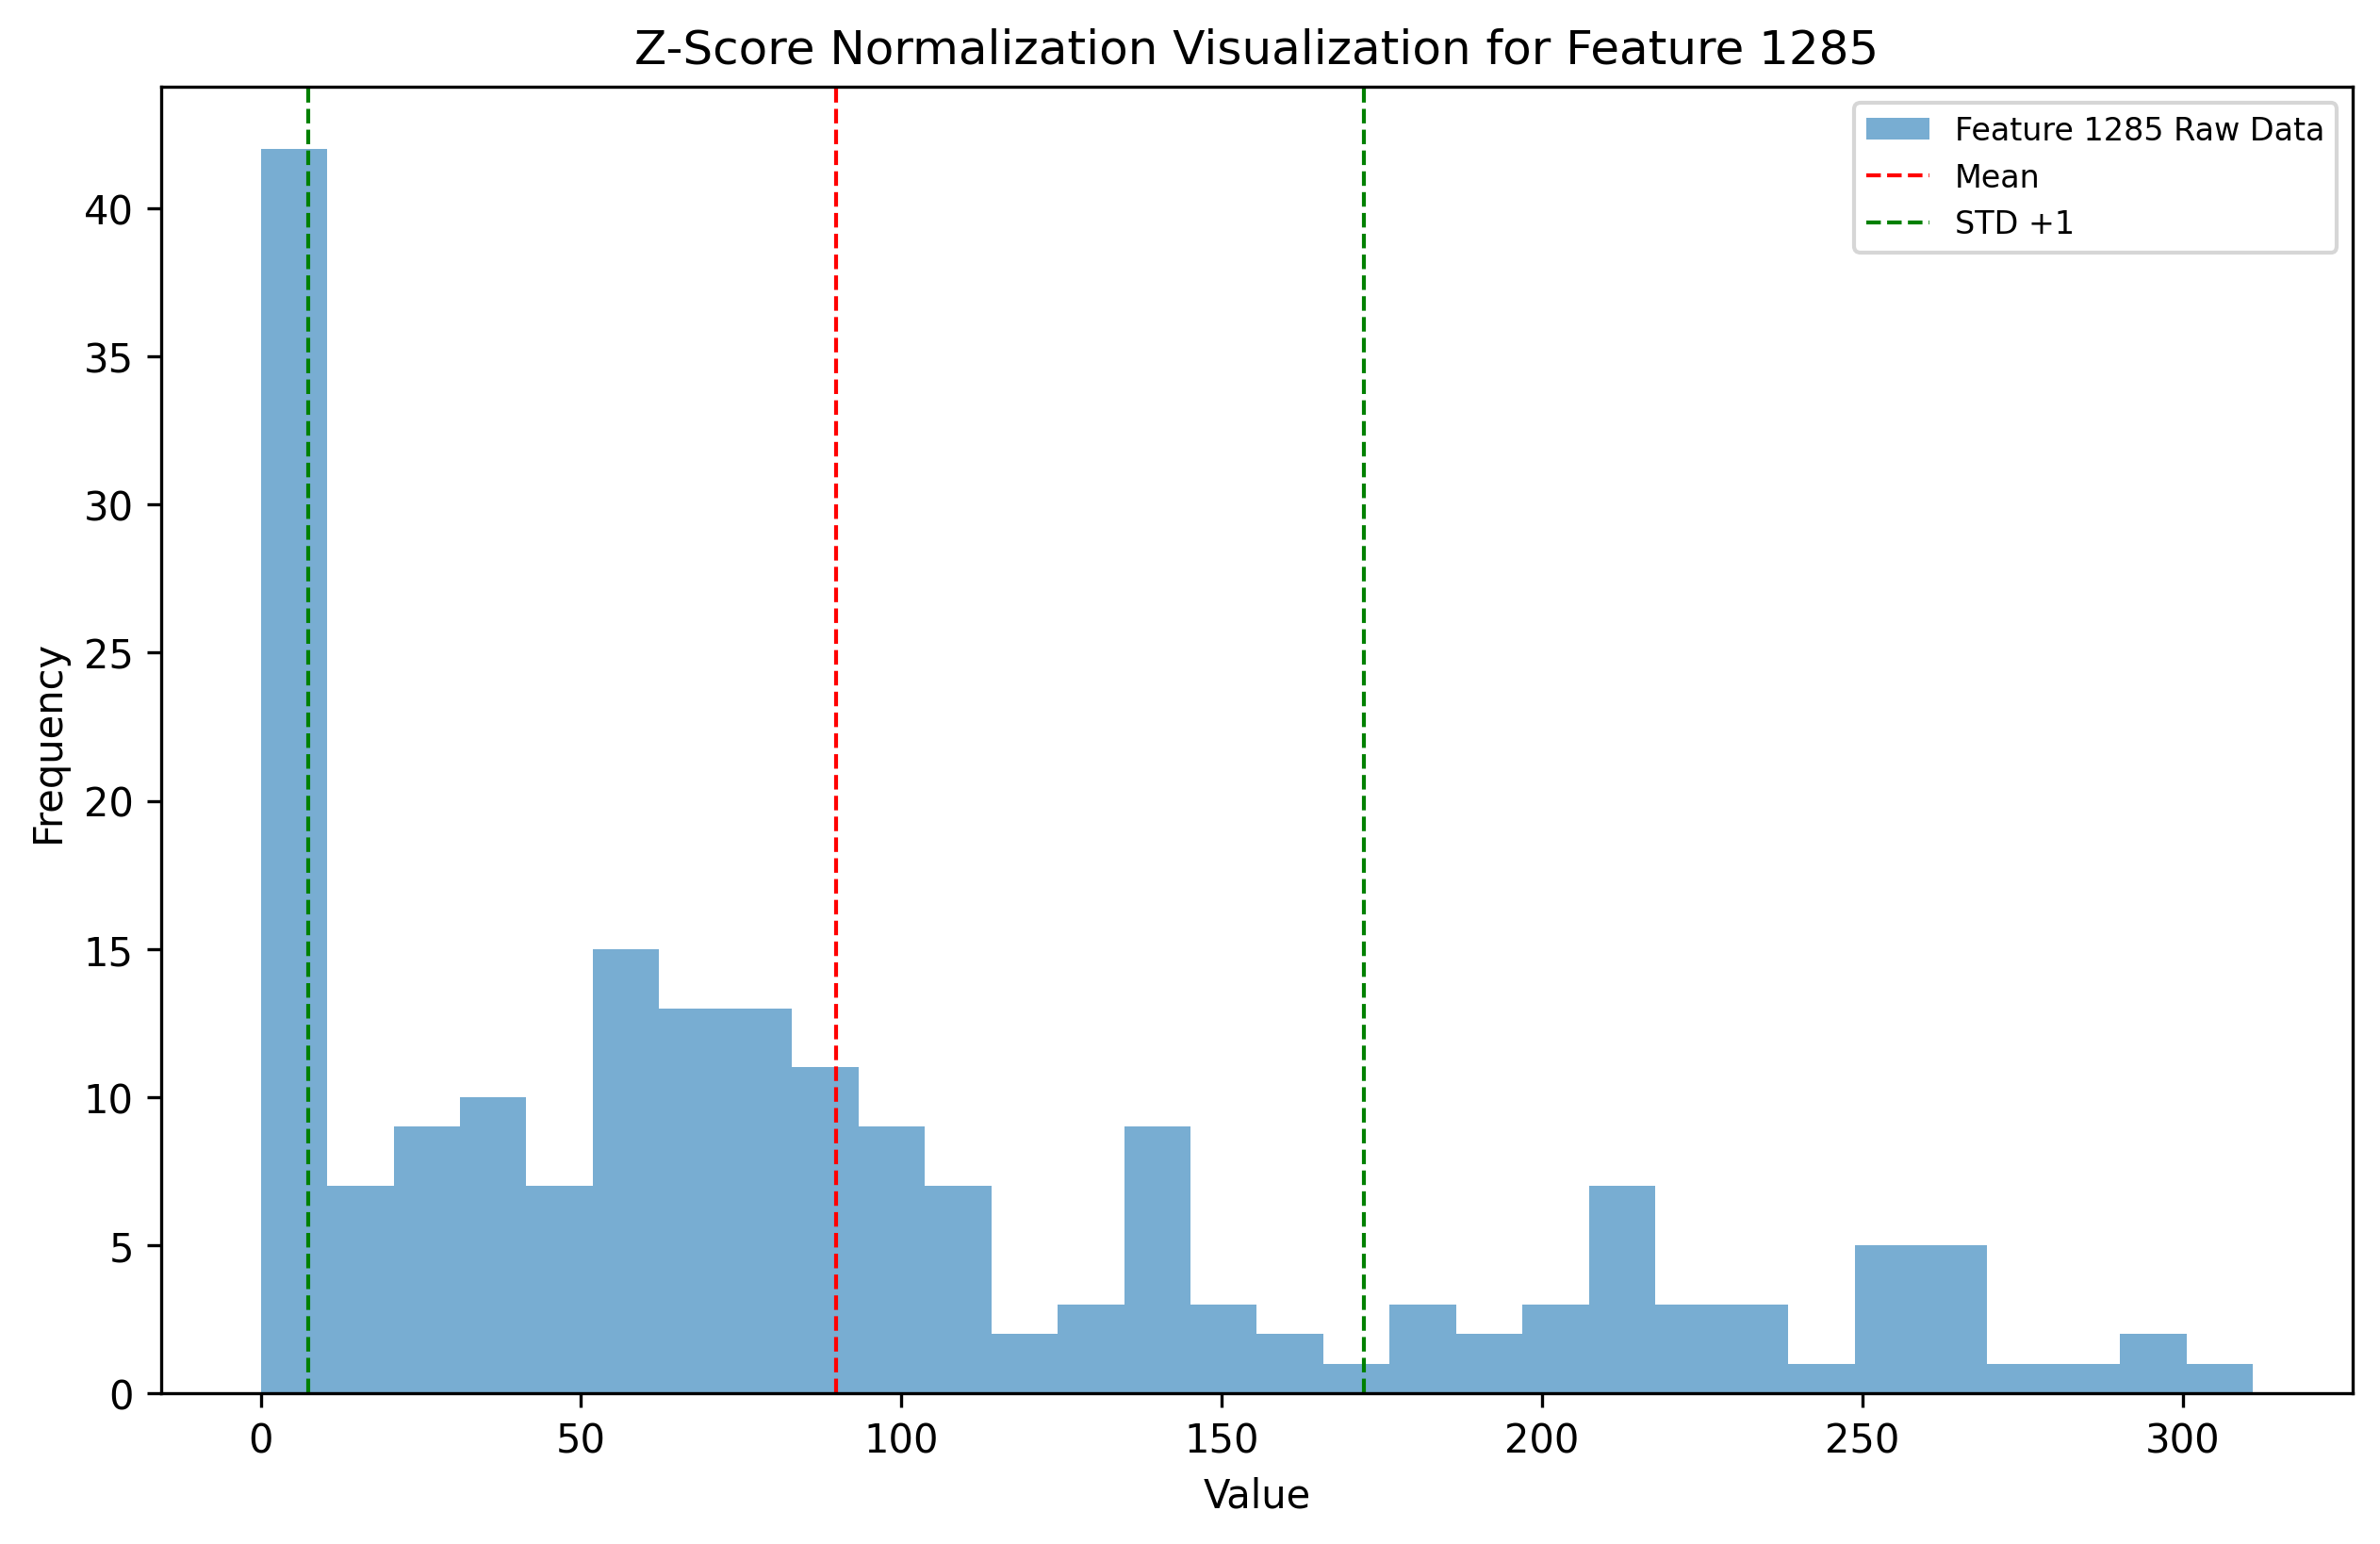 Z-Score Normalization Visualization for Feature 1285
Feature 1285 Raw Data
Mean
STD +1
Frequency
40
35
30
25
20
15
10
5
0
0 50 100 150 200 250 300
Value